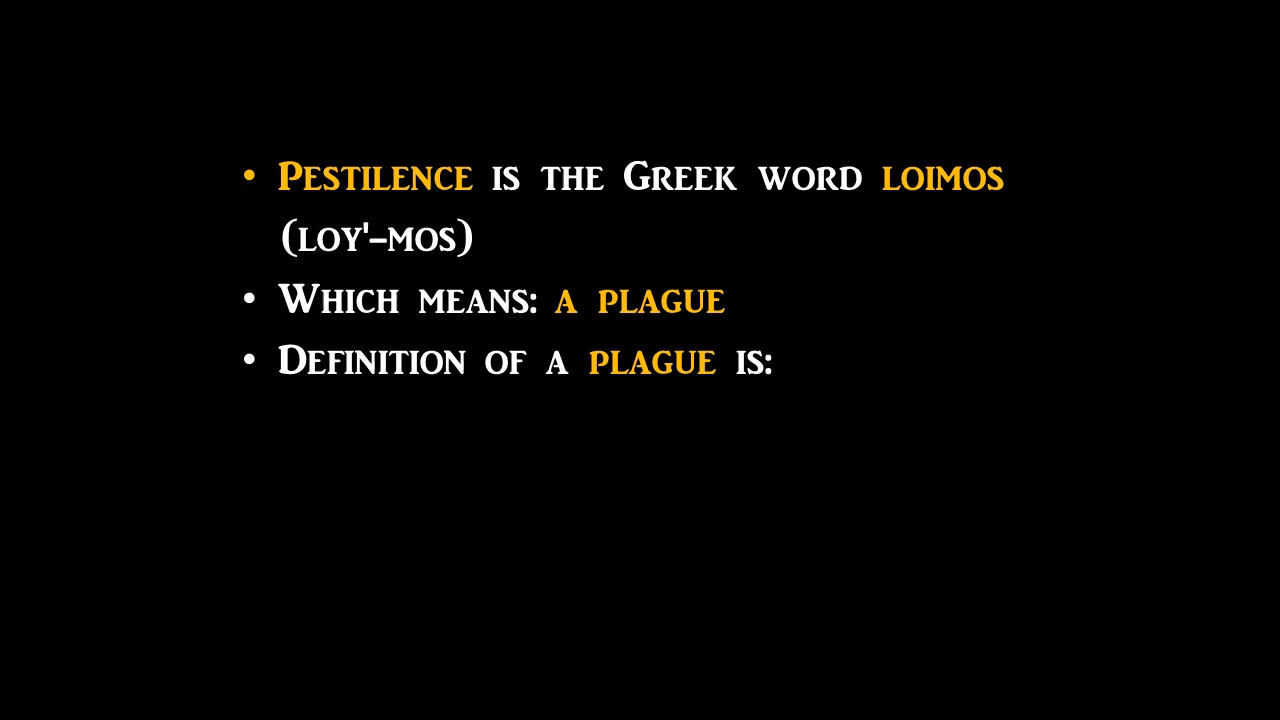 • Pestilence is the Greek word loimos
(loy'-mos)
• Which means: a plague
• Definition of a plague is: